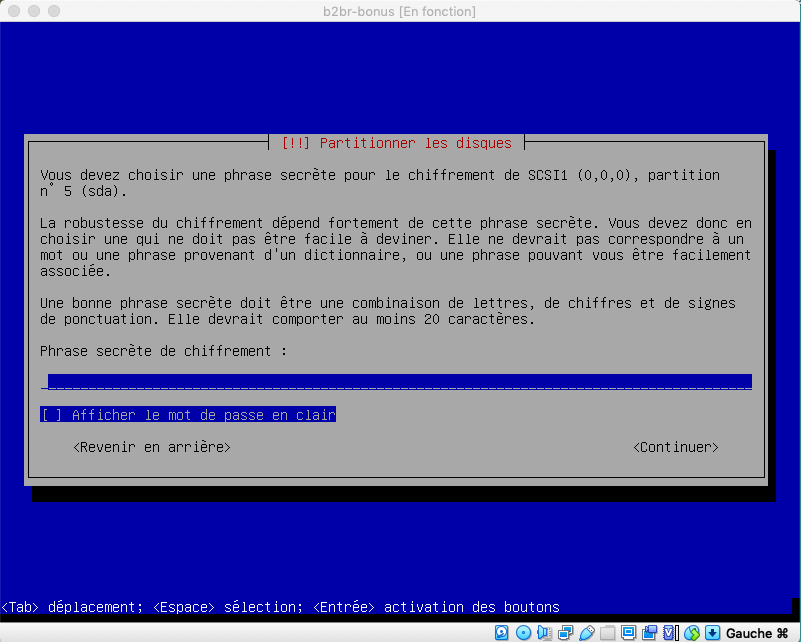 b2br-bonus [En fonction]
[!!] Partitionner les disques
Vous devez choisir une phrase secrète pour le chiffrement de SCSI1 (0,0,0), partition
n° 5 (sda).
La robustesse du chiffrement dépend fortement de cette phrase secrète. Vous devez donc en
choisir une qui ne doit pas être facile à deviner. Elle ne devrait pas correspondre à un
mot ou une phrase provenant d'un dictionnaire, ou une phrase pouvant vous être facilement
associée.
Une bonne phrase secrète doit être une combinaison de lettres, de chiffres et de signes
de ponctuation. Elle devrait comporter au moins 20 caractères.
Phrase secrète de chiffrement :
[ ] Afficher le mot de passe en clair
<Revenir en arrière> <Continuer>
<Tab> déplacement; <Espace> sélection; <Entrée> activation des boutons
Gauche ⌘